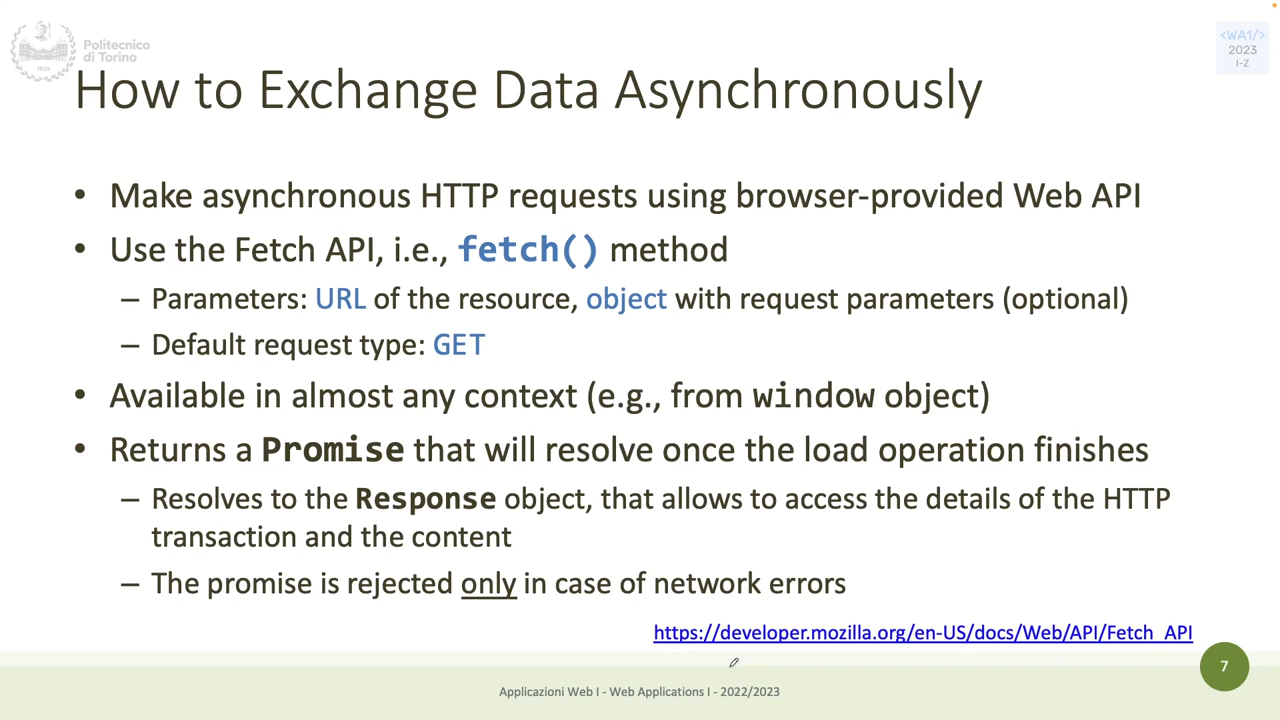 Politecnico
di Torino
1859
<WA1/>
2023
I-Z
How to Exchange Data Asynchronously
• Make asynchronous HTTP requests using browser-provided Web API
• Use the Fetch API, i.e., fetch() method
– Parameters: URL of the resource, object with request parameters (optional)
– Default request type: GET
• Available in almost any context (e.g., from window object)
• Returns a Promise that will resolve once the load operation finishes
– Resolves to the Response object, that allows to access the details of the HTTP
transaction and the content
– The promise is rejected only in case of network errors
https://developer.mozilla.org/en-US/docs/Web/API/Fetch_API
Applicazioni Web I - Web Applications I - 2022/2023
7